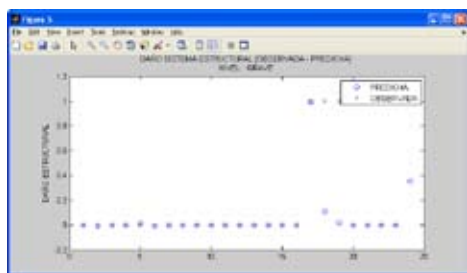 Figure 5
File Edit View Insert Tools Desktop Window Help
DAÑO SISTEMA ESTRUCTURAL (OBSERVADA - PREDICHA)
NIVEL : GRAVE
PREDICHA
OBSERVADA
DAÑO ESTRUCTURAL
1.2
1
0.8
0.6
0.4
0.2
0
-0.2
0 5 10 15 20 25